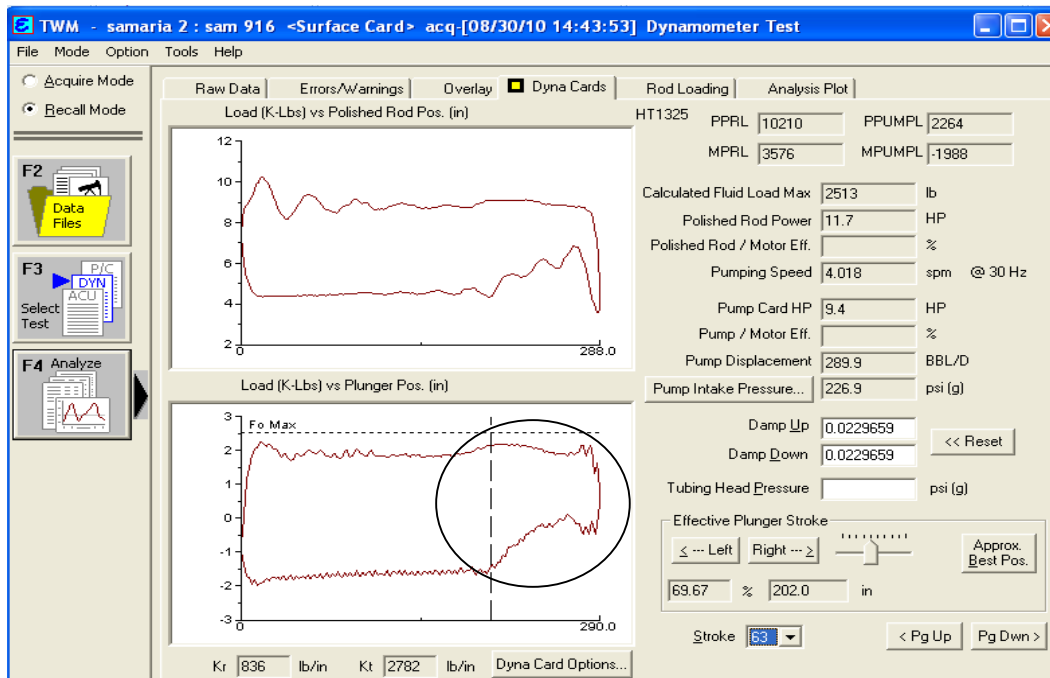 TWM - samaria 2 : sam 916 <Surface Card> acq-[08/30/10 14:43:53] Dynamometer Test
File Mode Option Tools Help
Acquire Mode
Recall Mode
F2
Data
Files
F3
P/C
DYN
ACU
Select
Test
F4 Analyze
Raw Data Errors/Warnings Overlay Dyna Cards Rod Loading Analysis Plot
Load (K-Lbs) vs Polished Rod Pos. (in)
12
10
8
6
4
2
0 288.0
Load (K-Lbs) vs Plunger Pos. (in)
3
Fo Max
2
1
0
-1
-2
-3
0 290.0
Kr 836 lb/in Kt 2782 lb/in Dyna Card Options...
HT1325 PPRL 10210 PPUMPL 2264
MPRL 3576 MPUMPL -1988
Calculated Fluid Load Max 2513 lb
Polished Rod Power 11.7 HP
Polished Rod / Motor Eff. %
Pumping Speed 4.018 spm @ 30 Hz
Pump Card HP 9.4 HP
Pump / Motor Eff. %
Pump Displacement 289.9 BBL/D
Pump Intake Pressure... 226.9 psi (g)
Damp Up 0.0229659
Damp Down 0.0229659
<< Reset
Tubing Head Pressure psi (g)
Effective Plunger Stroke
< --- Left Right --- >
Approx.
Best Pos.
69.67 % 202.0 in
Stroke 63 < Pg Up Pg Dwn >